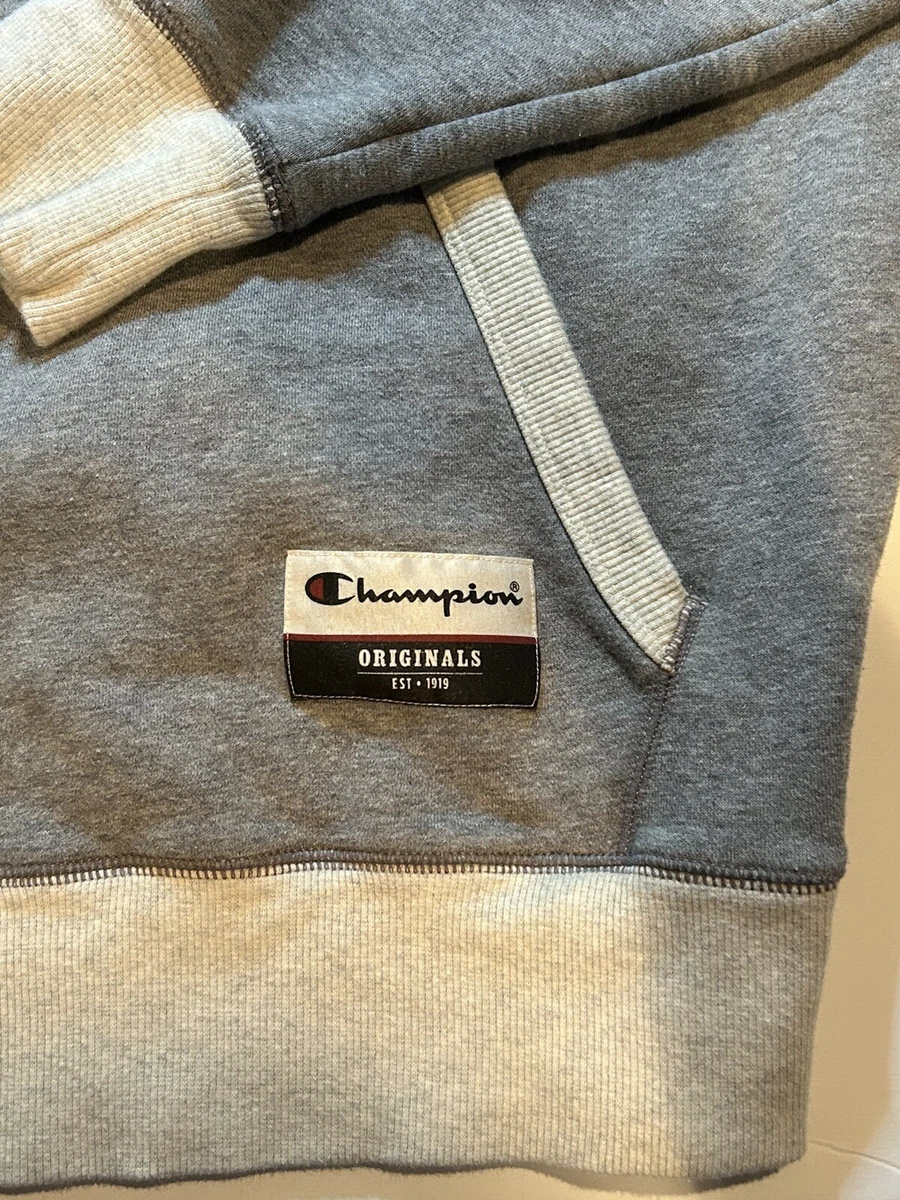 Champion®
ORIGINALS
EST • 1919